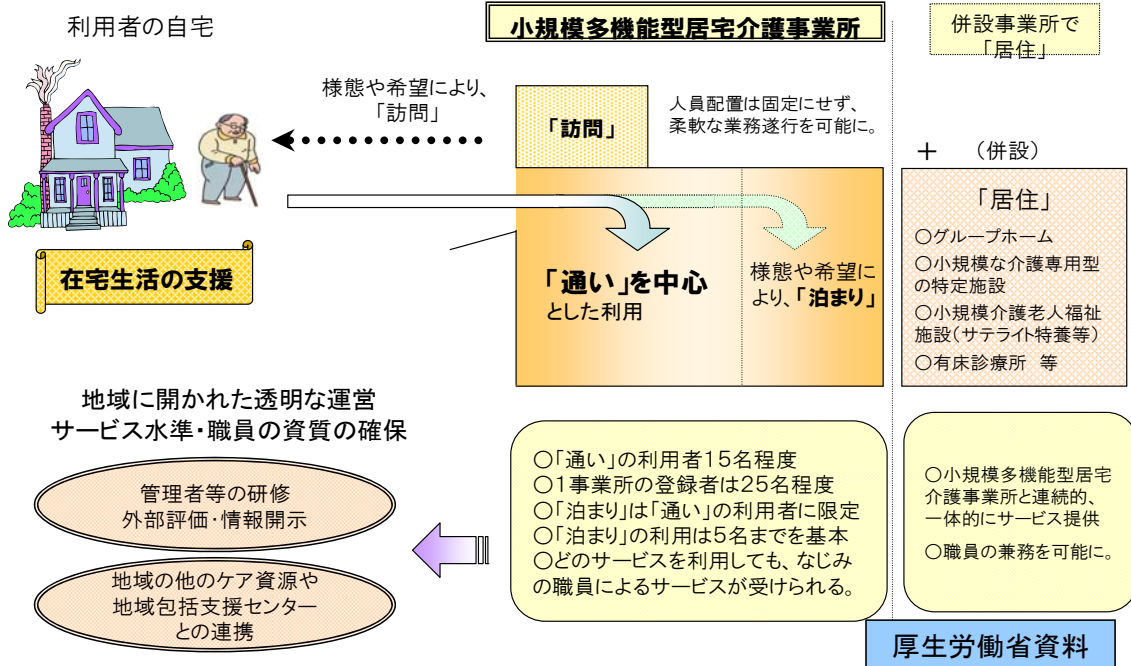 利用者の自宅
小規模多機能型居宅介護事業所
併設事業所で
「居住」
様態や希望により、
「訪問」
「訪問」
人員配置は固定にせず、
柔軟な業務遂行を可能に。
+ (併設)
在宅生活の支援
「通い」を中心
とした利用
様態や希望に
より、「泊まり」
「居住」
○グループホーム
○小規模な介護専用型
の特定施設
○小規模介護老人福祉
施設(サテライト特養等)
○有床診療所 等
地域に開かれた透明な運営
サービス水準・職員の資質の確保
管理者等の研修
外部評価・情報開示
地域の他のケア資源や
地域包括支援センター
との連携
○「通い」の利用者15名程度
○1事業所の登録者は25名程度
○「泊まり」は「通い」の利用者に限定
○「泊まり」の利用は5名までを基本
○どのサービスを利用しても、なじみ
の職員によるサービスが受けられる。
○小規模多機能型居宅
介護事業所と連続的、
一体的にサービス提供
○職員の兼務を可能に。
厚生労働省資料